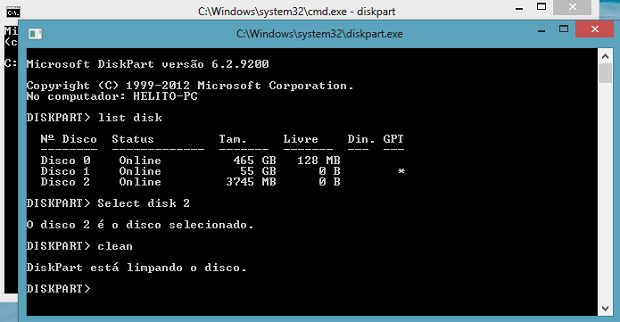 C:\Windows\system32\cmd.exe - diskpart
C:\Windows\system32\diskpart.exe
Mi
(c
C:
Microsoft DiskPart versão 6.2.9200
Copyright (C) 1999-2012 Microsoft Corporation.
No computador: HELITO-PC
DISKPART> list disk
Nº Disco Status Tam. Livre Din. GPT
-------- ------------- ------- ------- --- ---
Disco 0 Online 465 GB 128 MB
Disco 1 Online 55 GB 0 B *
Disco 2 Online 3745 MB 0 B
DISKPART> Select disk 2
O disco 2 é o disco selecionado.
DISKPART> clean
DiskPart está limpando o disco.
DISKPART>